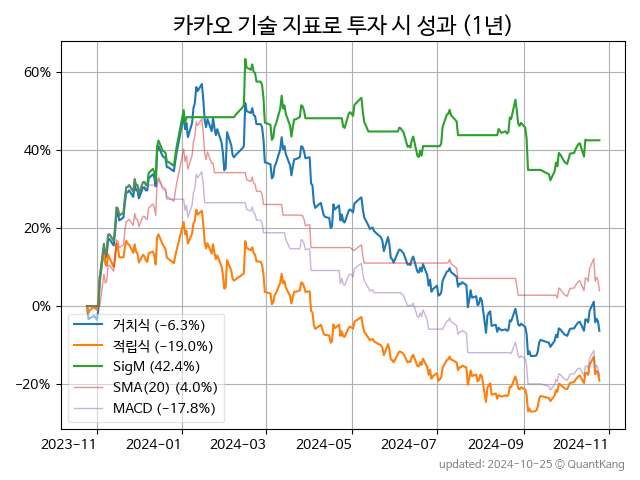 카카오 기술 지표로 투자 시 성과 (1년)
60%
40%
20%
0%
−20%
거치식 (−6.3%)
적립식 (−19.0%)
SigM (42.4%)
SMA(20) (4.0%)
MACD (−17.8%)
2023-11 2024-01 2024-03 2024-05 2024-07 2024-09 2024-11
updated: 2024-10-25 © QuantKang